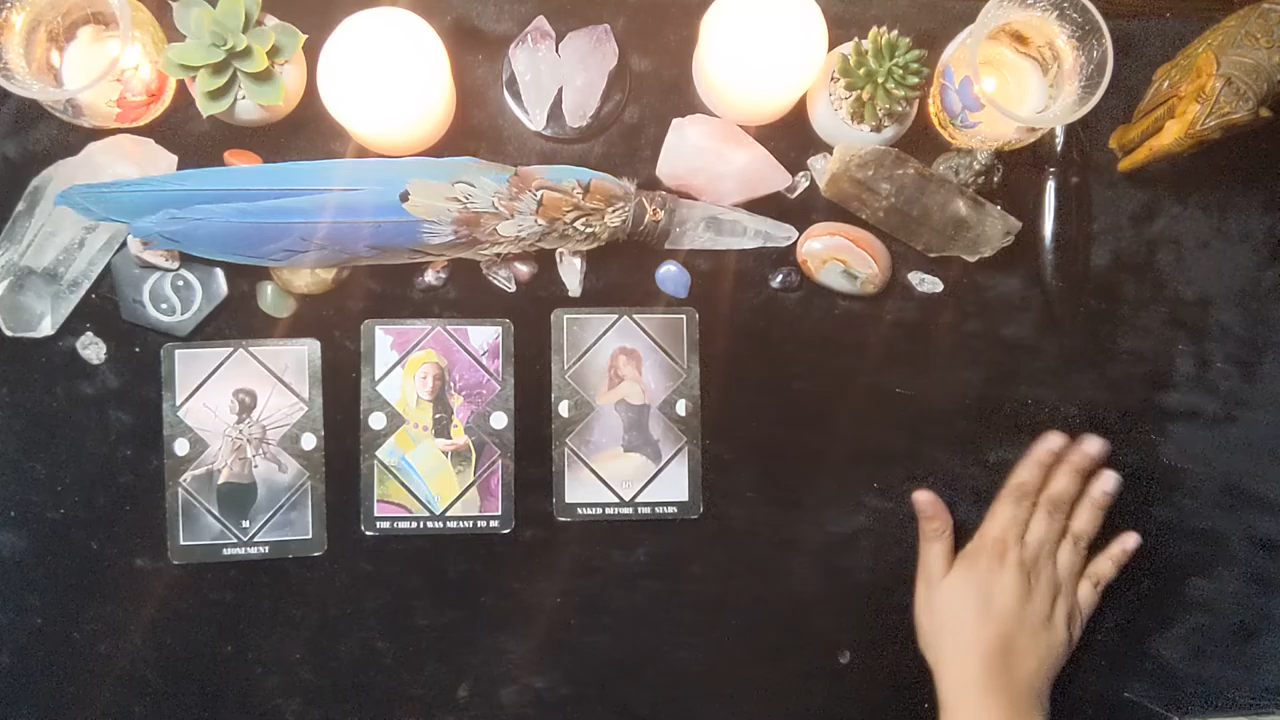 ATONEMENT
THE CHILD I WAS MEANT TO BE
NAKED BEFORE THE STARS